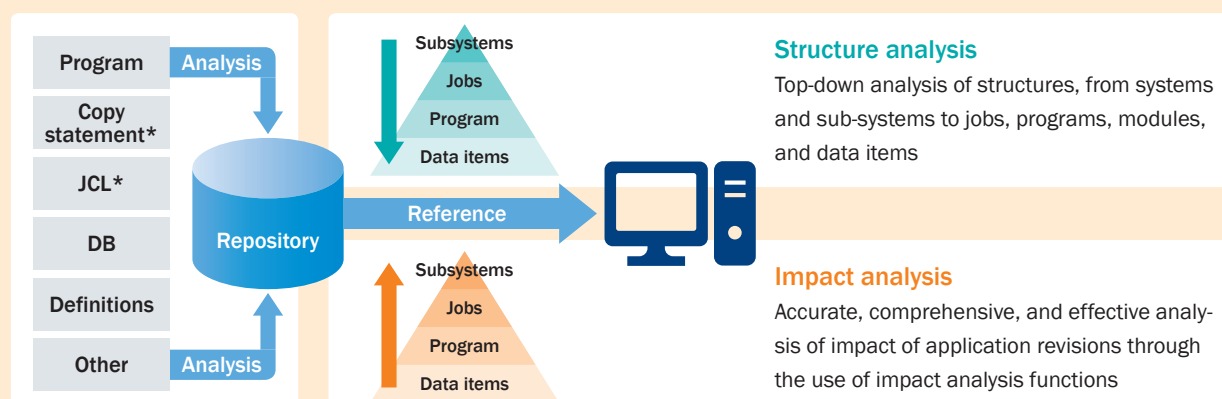 Program
Analysis
Copy
statement*
JCL*
DB
Definitions
Other
Analysis
Repository
Reference
Subsystems
Jobs
Program
Data items
Structure analysis
Top-down analysis of structures, from systems
and sub-systems to jobs, programs, modules,
and data items
Subsystems
Jobs
Program
Data items
Impact analysis
Accurate, comprehensive, and effective analy-
sis of impact of application revisions through
the use of impact analysis functions